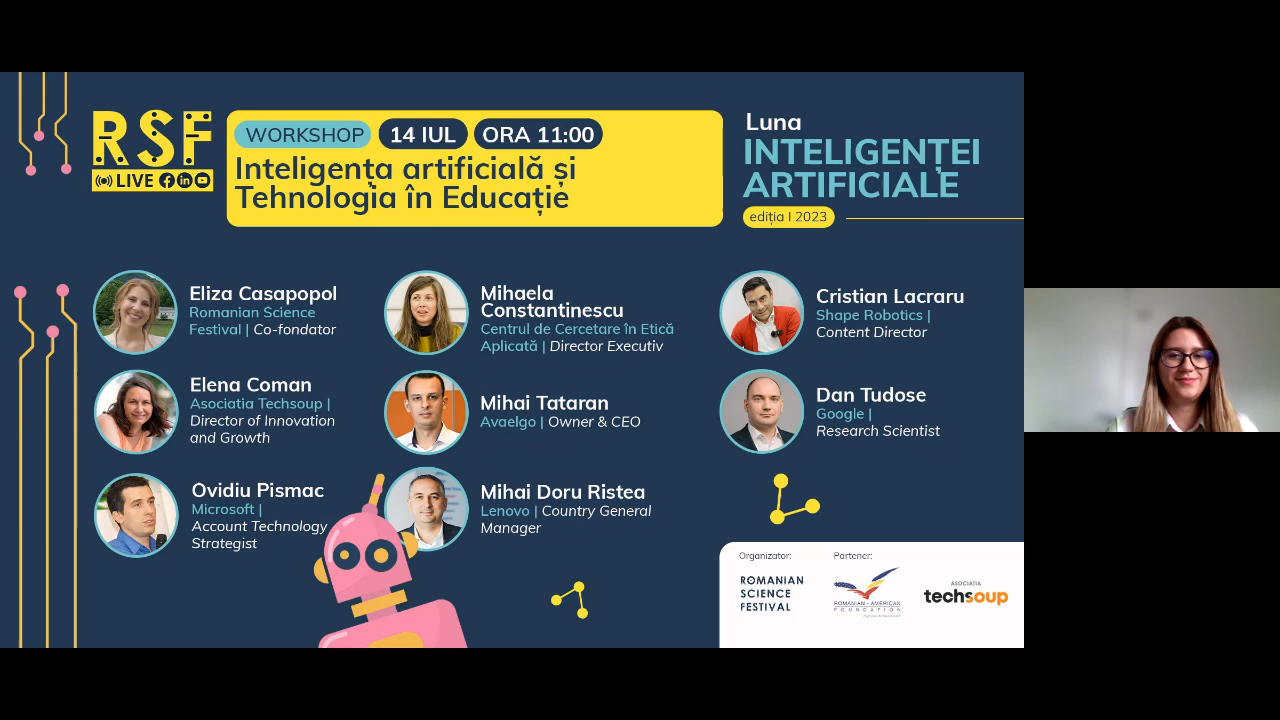 RSF
LIVE
WORKSHOP 14 IUL ORA 11:00
Inteligența artificială și
Tehnologia în Educație
Luna
INTELIGENȚEI
ARTIFICIALE
ediția I 2023
Eliza Casapopol
Romanian Science
Festival | Co-fondator
Mihaela
Constantinescu
Centrul de Cercetare în Etică
Aplicată | Director Executiv
Cristian Lacraru
Shape Robotics |
Content Director
Elena Coman
Asociatia Techsoup |
Director of Innovation
and Growth
Mihai Tataran
Avaelgo | Owner & CEO
Dan Tudose
Google |
Research Scientist
Ovidiu Pismac
Microsoft |
Account Technology
Strategist
Mihai Doru Ristea
Lenovo | Country General
Manager
Organizator:
ROMANIAN
SCIENCE
FESTIVAL
Partener:
ROMANIAN - AMERICAN
FOUNDATION
ASOCIAȚIA
techsoup